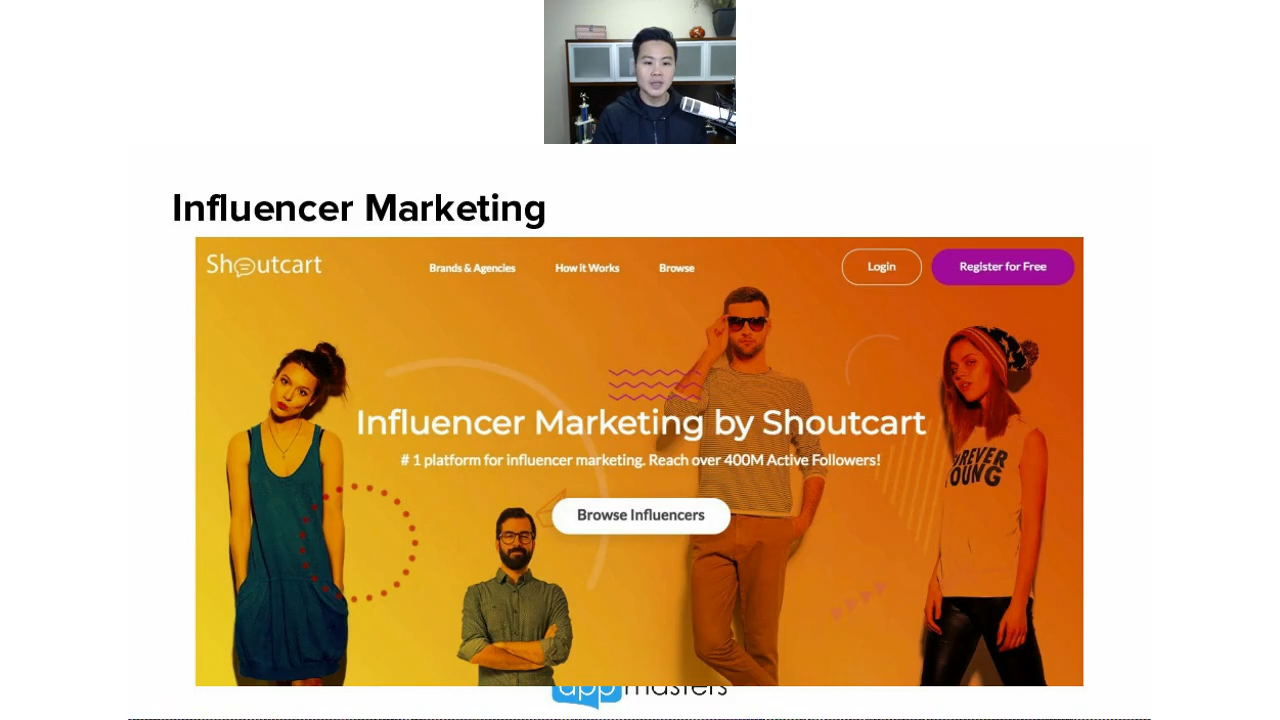 Influencer Marketing
Shoutcart
Brands & Agencies
How it Works
Browse
Login
Register for Free
Influencer Marketing by Shoutcart
# 1 platform for influencer marketing. Reach over 400M Active Followers!
Browse Influencers
FOREVER
YOUNG
app masters